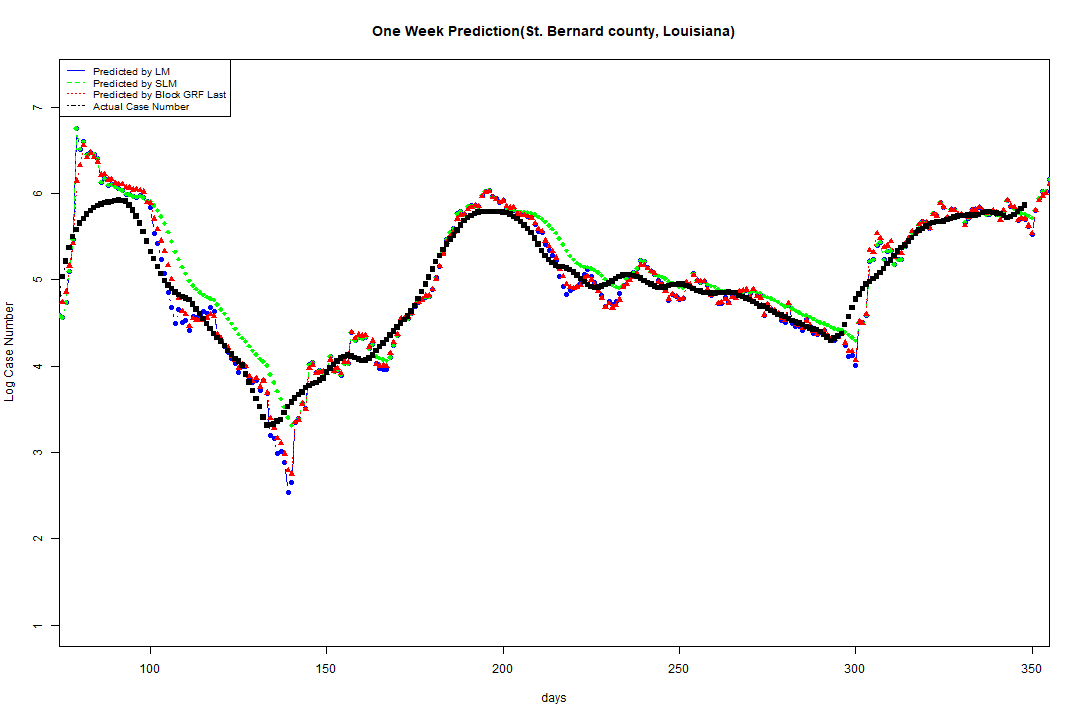 One Week Prediction(St. Bernard county, Louisiana)
Predicted by LM
Predicted by SLM
Predicted by Block GRF Last
Actual Case Number
7
6
5
4
3
2
1
Log Case Number
100 150 200 250 300 350
days